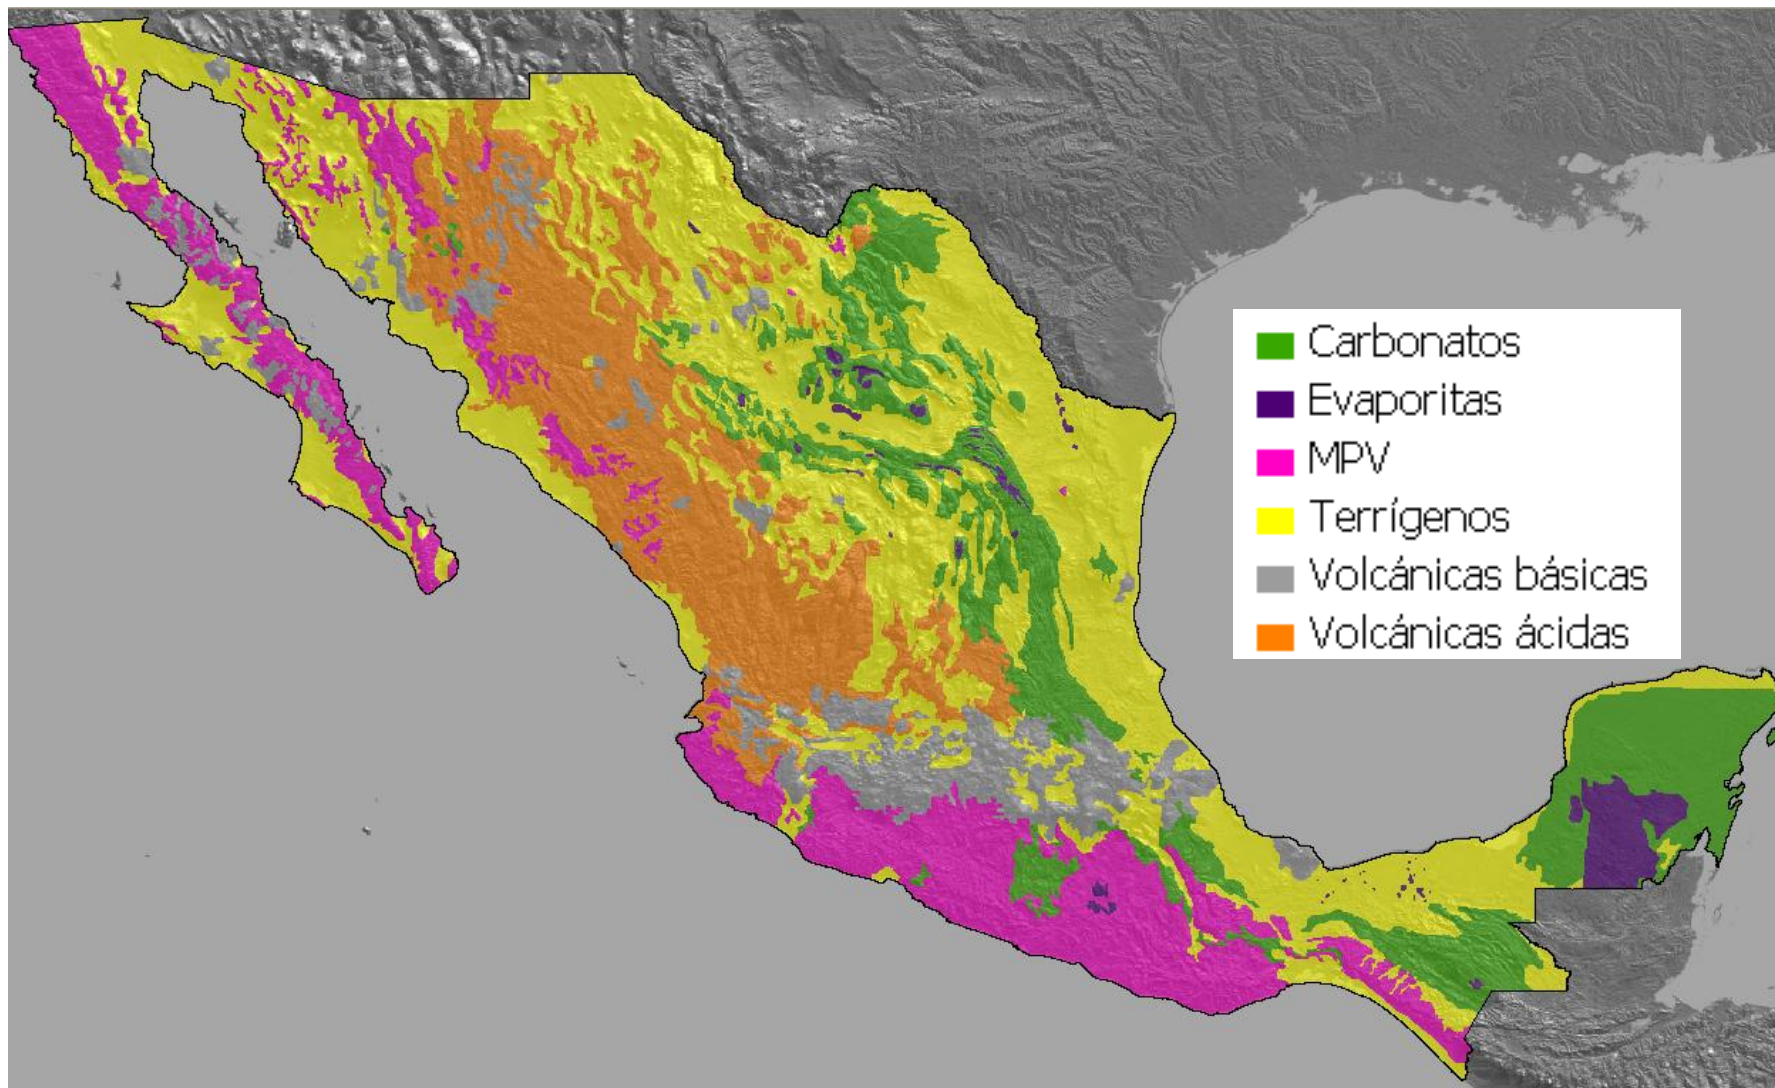 Carbonatos
Evaporitas
MPV
Terrígenos
Volcánicas básicas
Volcánicas ácidas